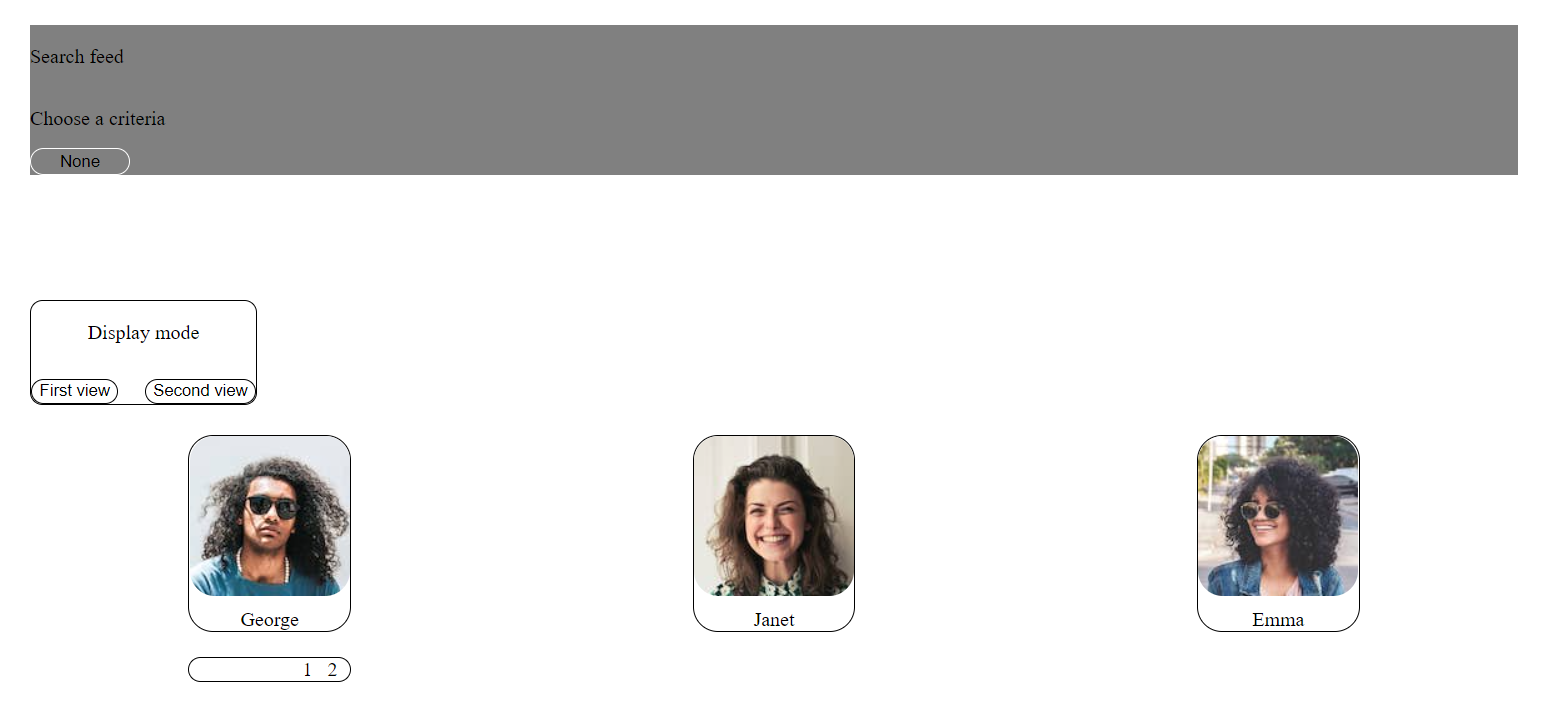 Search feed
Choose a criteria
None
Display mode
First view Second view
George Janet Emma
1 2